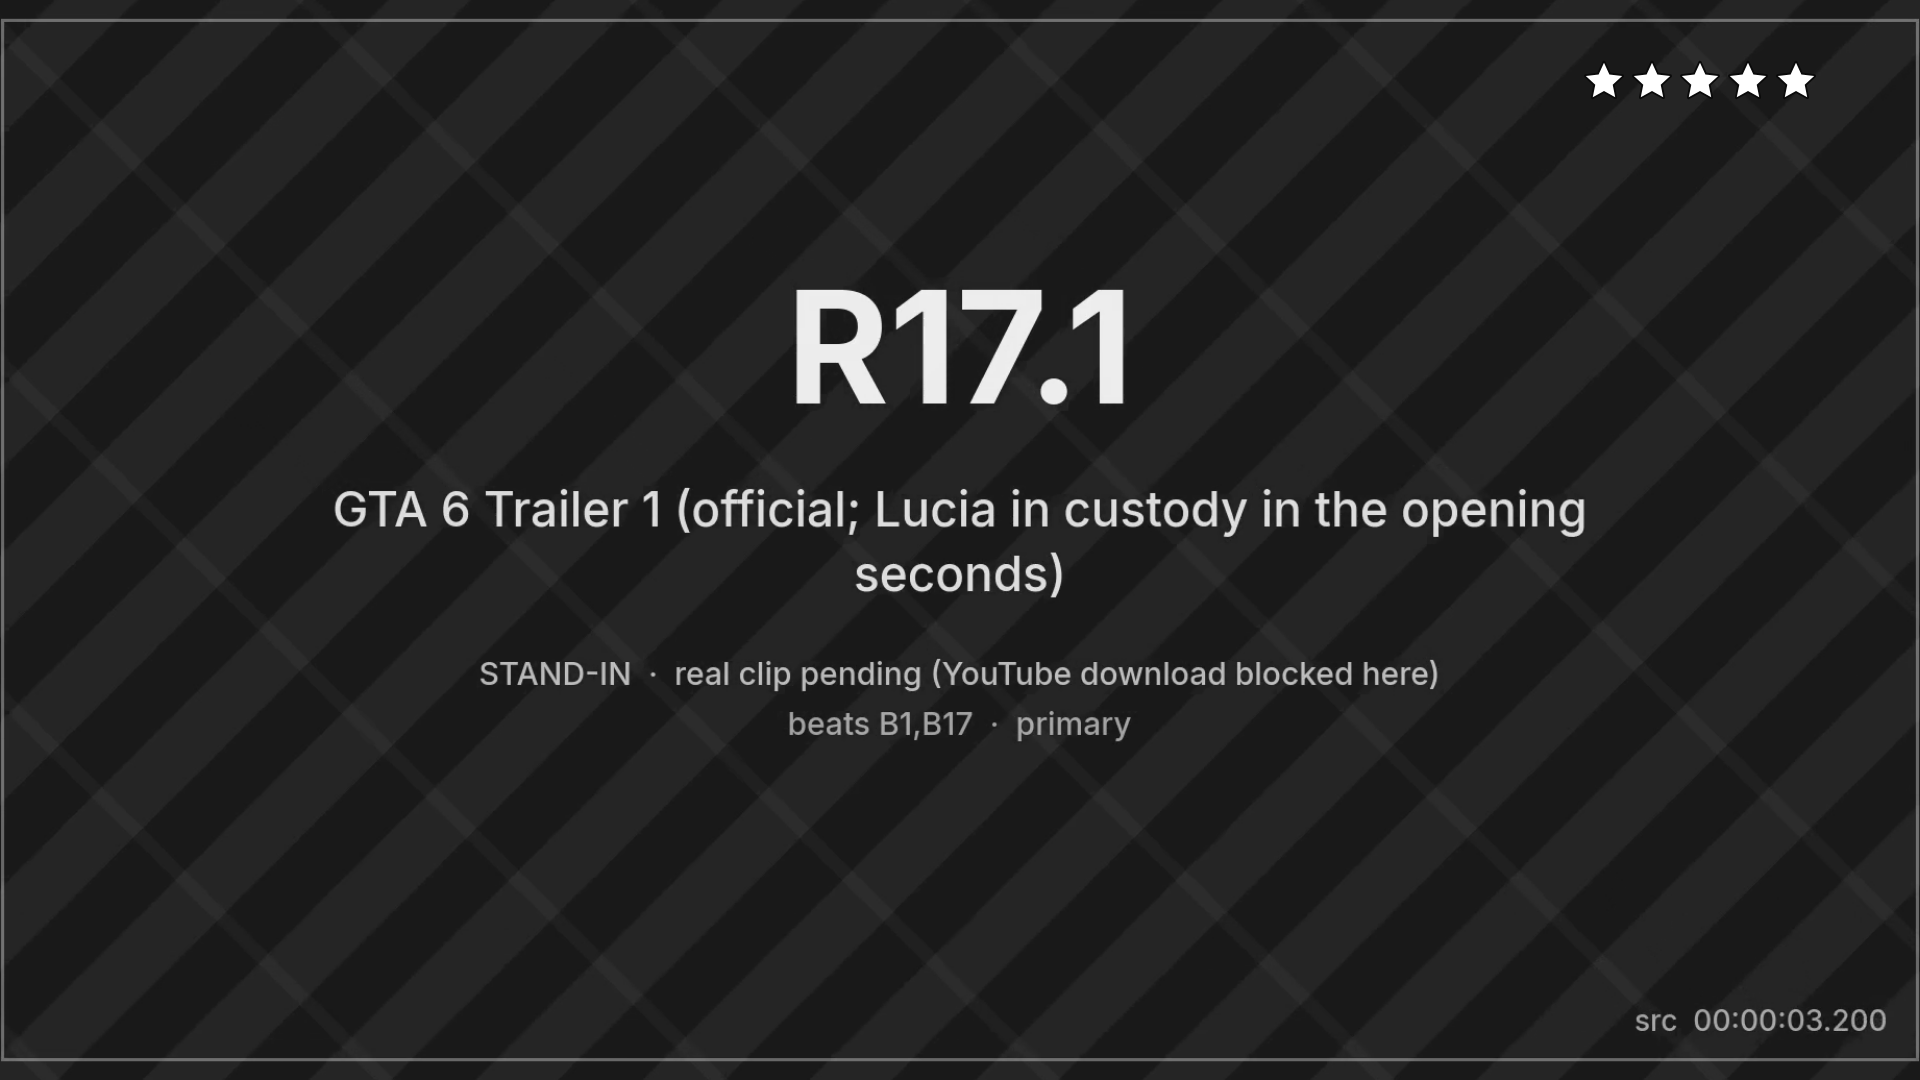 R17.1
GTA 6 Trailer 1 (official; Lucia in custody in the opening
seconds)
STAND-IN · real clip pending (YouTube download blocked here)
beats B1,B17 · primary
src 00:00:03.200